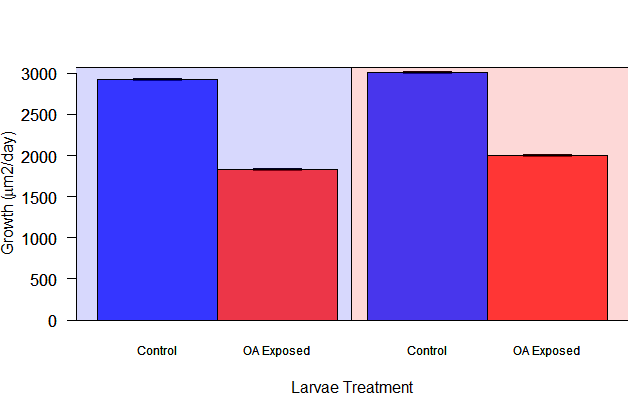 3000
2500
2000
1500
1000
500
0
Growth (µm2/day)
Control
OA Exposed
Control
OA Exposed
Larvae Treatment